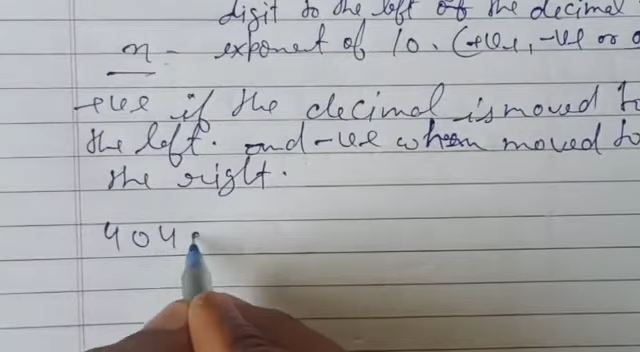 digit to the left of the decimal
n - exponent of 10. (+ve, -ve or
+ve if the decimal is moved to
the left. and -ve when moved to
the right.
404.